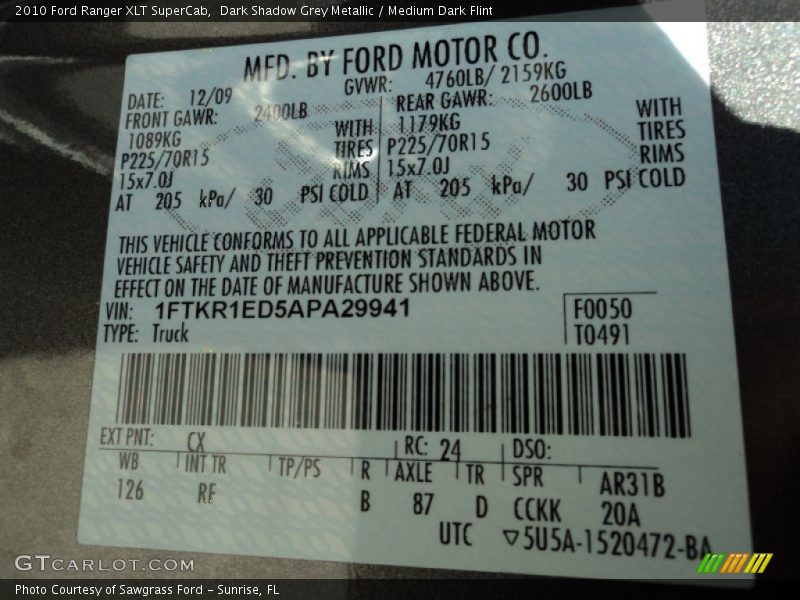 2010 Ford Ranger XLT SuperCab, Dark Shadow Grey Metallic / Medium Dark Flint
MFD. BY FORD MOTOR CO.
DATE: 12/09 GVWR: 4760LB/ 2159KG
FRONT GAWR: 2400LB REAR GAWR: 2600LB
1089KG WITH 1179KG WITH
P225/70R15 TIRES P225/70R15 TIRES
15x7.0J RIMS 15x7.0J RIMS
AT 205 kPa/ 30 PSI COLD AT 205 kPa/ 30 PSI COLD
THIS VEHICLE CONFORMS TO ALL APPLICABLE FEDERAL MOTOR
VEHICLE SAFETY AND THEFT PREVENTION STANDARDS IN
EFFECT ON THE DATE OF MANUFACTURE SHOWN ABOVE.
VIN: 1FTKR1ED5APA29941 F0050
TYPE: Truck T0491
EXT PNT: CX RC: 24 DSO:
WB INT TR TP/PS R AXLE TR SPR AR31B
126 RF B 87 D CCKK 20A
UTC ▽5U5A-1520472-BA
GTCARLOT.COM
Photo Courtesy of Sawgrass Ford - Sunrise, FL